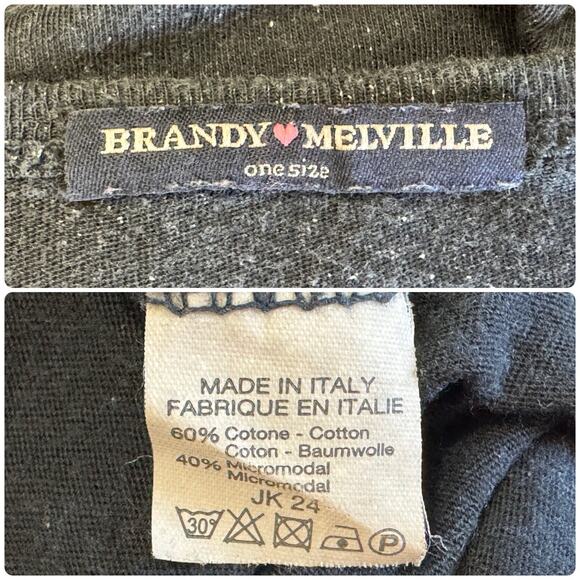 BRANDY MELVILLE
one size
MADE IN ITALY
FABRIQUE EN ITALIE
60% Cotone - Cotton
Coton - Baumwolle
40% Micromodal
Micromodal
JK 24
30° P